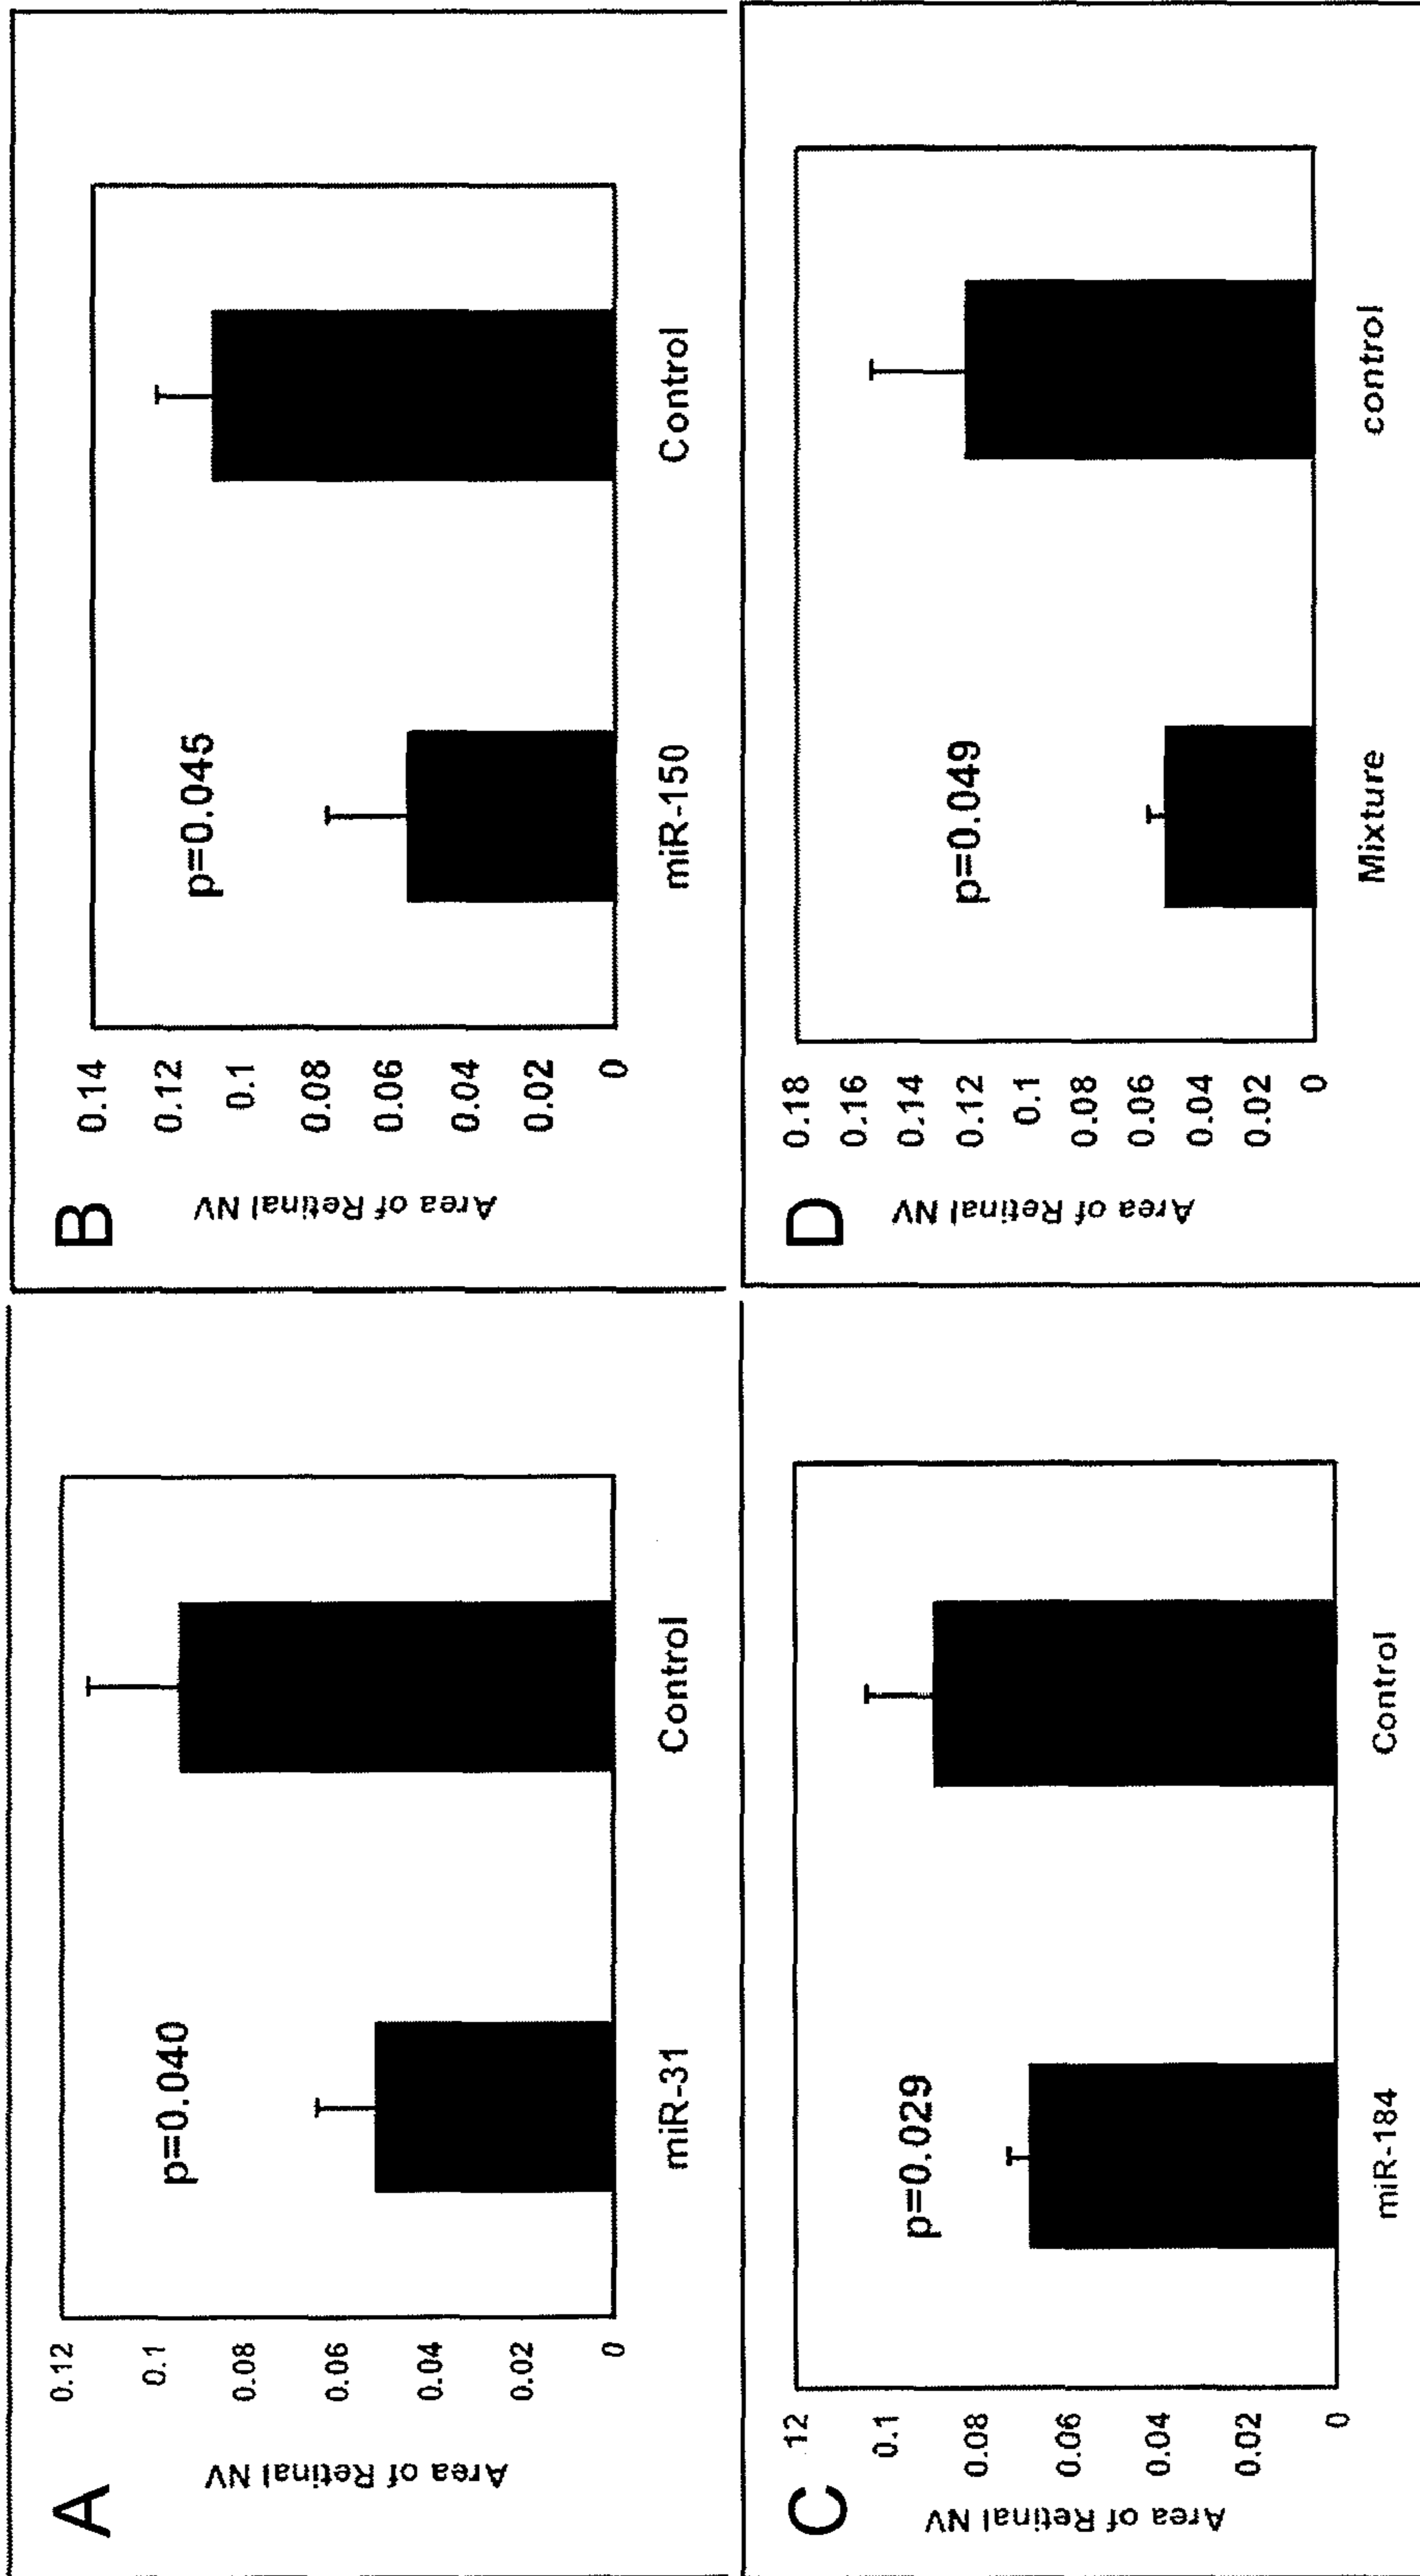 A
Area of Retinal NV
0.12
0.1
0.08
0.06
0.04
0.02
0
p=0.040
miR-31
Control
B
Area of Retinal NV
0.14
0.12
0.1
0.08
0.06
0.04
0.02
0
p=0.045
miR-150
Control
C
Area of Retinal NV
12
0.1
0.08
0.06
0.04
0.02
0
p=0.029
miR-184
Control
D
Area of Retinal NV
0.18
0.16
0.14
0.12
0.1
0.08
0.06
0.04
0.02
0
p=0.049
Mixture
control